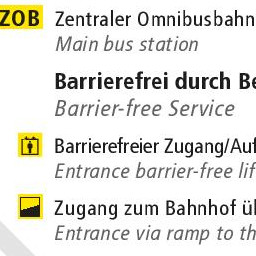 ZOB Zentraler Omnibusbahn
Main bus station
Barrierefrei durch Be
Barrier-free Service
Barrierefreier Zugang/Auf
Entrance barrier-free lif
Zugang zum Bahnhof ü
Entrance via ramp to th